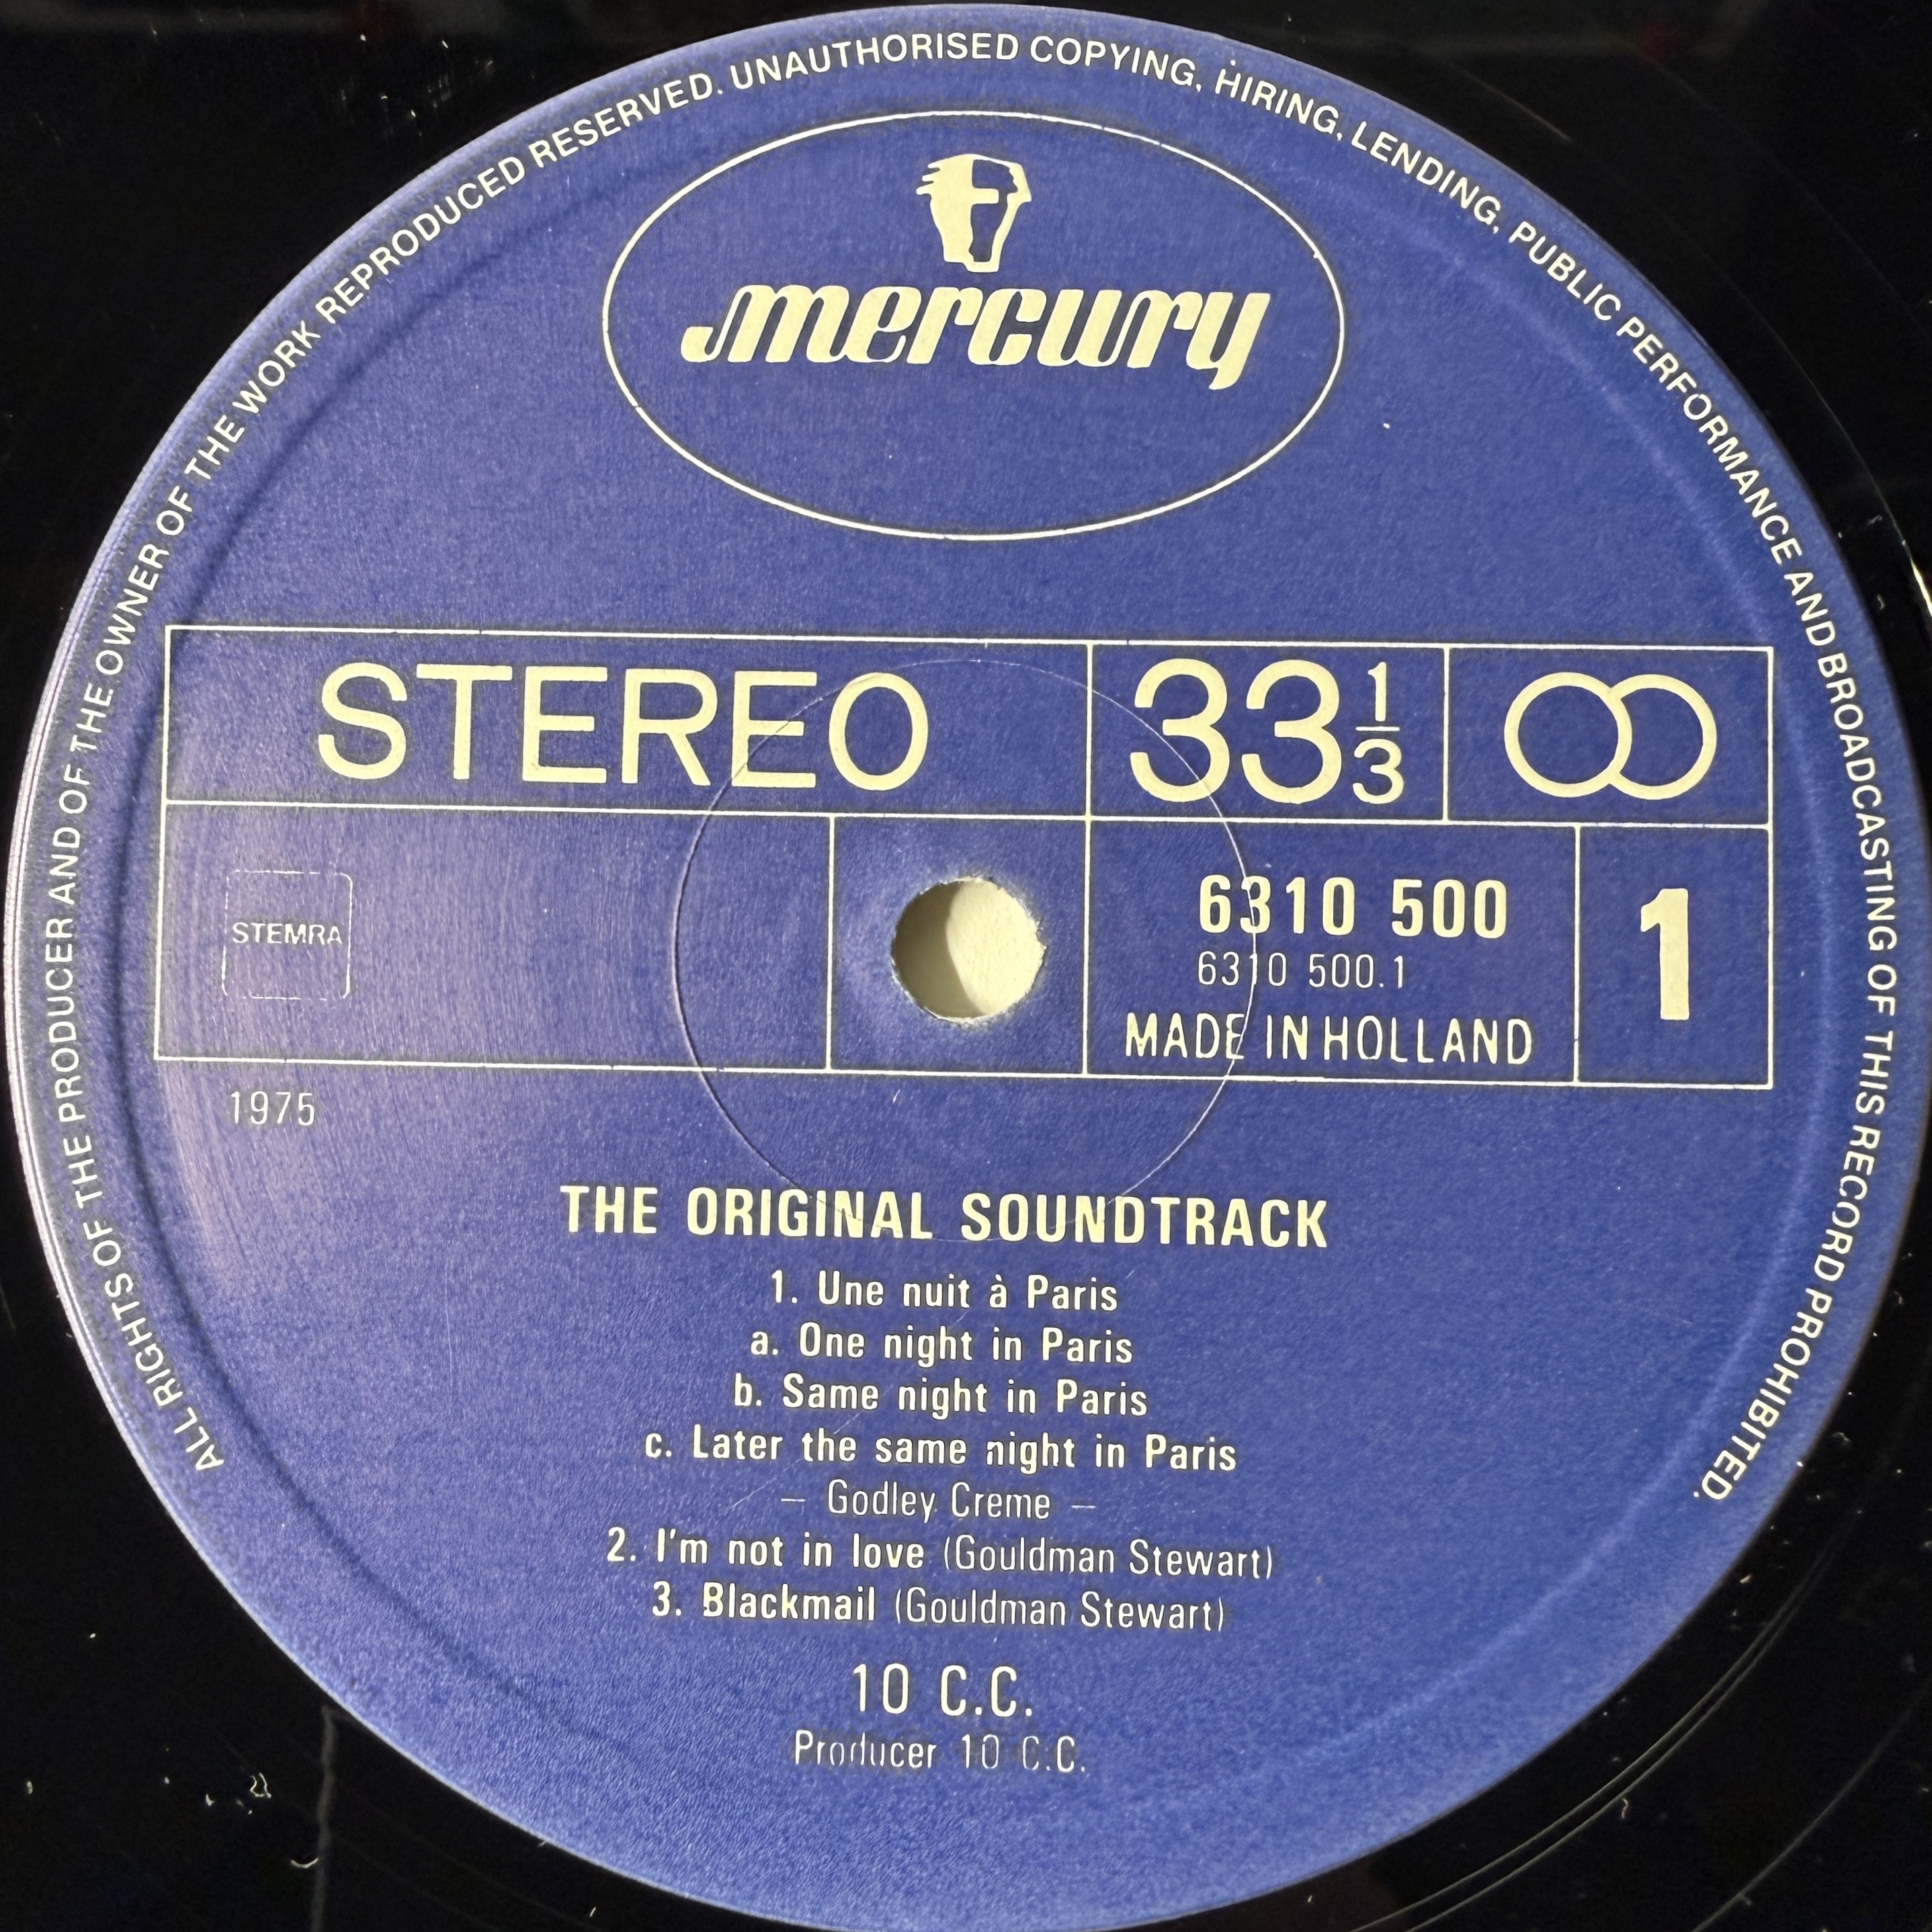 ALL RIGHTS OF THE PRODUCER AND OF THE OWNER OF THE WORK REPRODUCED RESERVED. UNAUTHORISED COPYING, HIRING, LENDING, PUBLIC PERFORMANCE AND BROADCASTING OF THIS RECORD PROHIBITED.
mercury
STEREO 33 1/3
STEMRA
6310 500 1
6310 500.1
MADE IN HOLLAND
1975
THE ORIGINAL SOUNDTRACK
1. Une nuit à Paris
a. One night in Paris
b. Same night in Paris
c. Later the same night in Paris
– Godley Creme –
2. I'm not in love (Gouldman Stewart)
3. Blackmail (Gouldman Stewart)
10 C.C.
Producer 10 C.C.